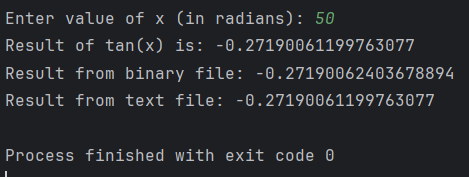 Enter value of x (in radians): 50
Result of tan(x) is: -0.27190061199763077
Result from binary file: -0.27190062403678894
Result from text file: -0.27190061199763077
Process finished with exit code 0